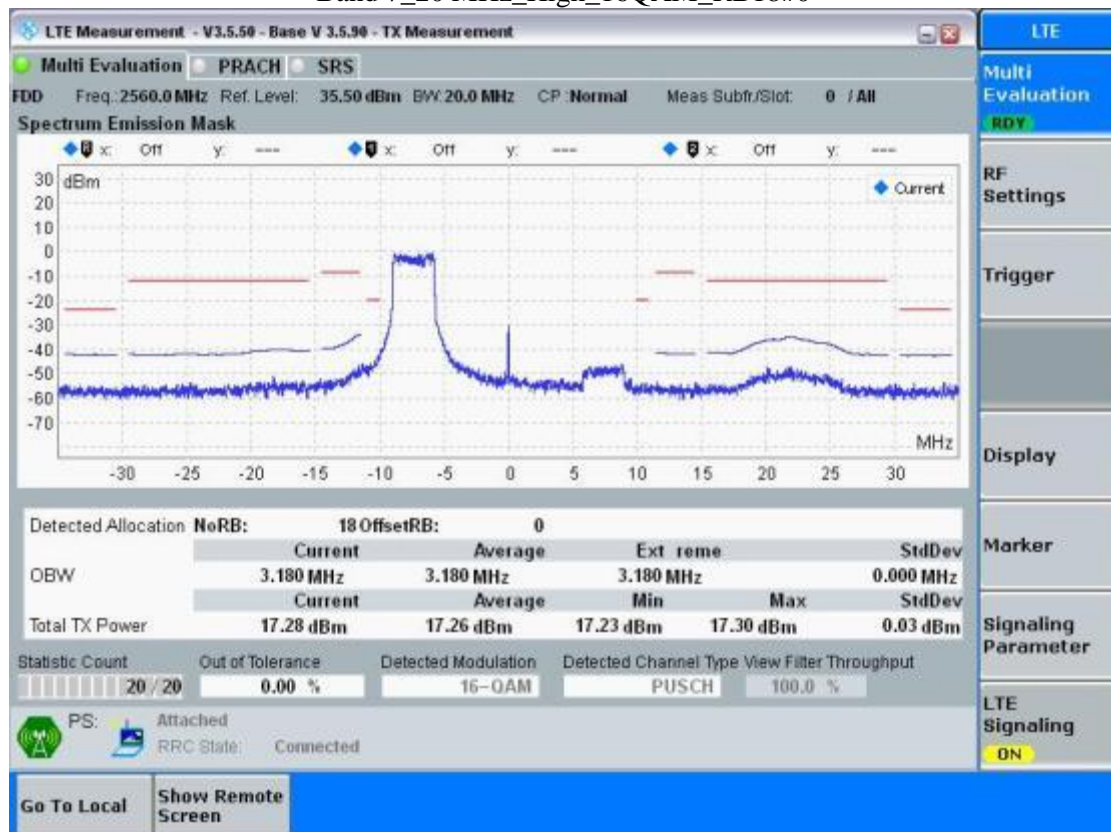 LTE Measurement - V3.5.50 - Base V 3.5.90 - TX Measurement
LTE
Multi Evaluation PRACH SRS
Multi
Evaluation
RDY
FDD Freq.:2560.0 MHz Ref. Level: 35.50 dBm BW:20.0 MHz CP :Normal Meas Subfr./Slot: 0 / All
Spectrum Emission Mask
x: Off y: --- x: Off y: --- x: Off y: ---
30 dBm
Current
20
10
0
-10
-20
-30
-40
-50
-60
-70
MHz
-30 -25 -20 -15 -10 -5 0 5 10 15 20 25 30
RF
Settings
Trigger
Display
Marker
Signaling
Parameter
LTE
Signaling
ON
Detected Allocation NoRB: 18 OffsetRB: 0
Current Average Ext reme StdDev
OBW 3.180 MHz 3.180 MHz 3.180 MHz 0.000 MHz
Current Average Min Max StdDev
Total TX Power 17.28 dBm 17.26 dBm 17.23 dBm 17.30 dBm 0.03 dBm
Statistic Count Out of Tolerance Detected Modulation Detected Channel Type View Filter Throughput
20 / 20 0.00 % 16-QAM PUSCH 100.0 %
PS: Attached
RRC State: Connected
Go To Local
Show Remote
Screen